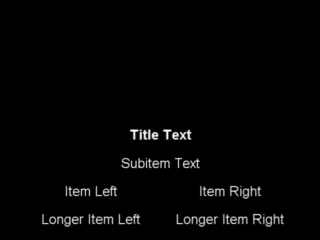 Title Text
Subitem Text
Item Left Item Right
Longer Item Left Longer Item Right